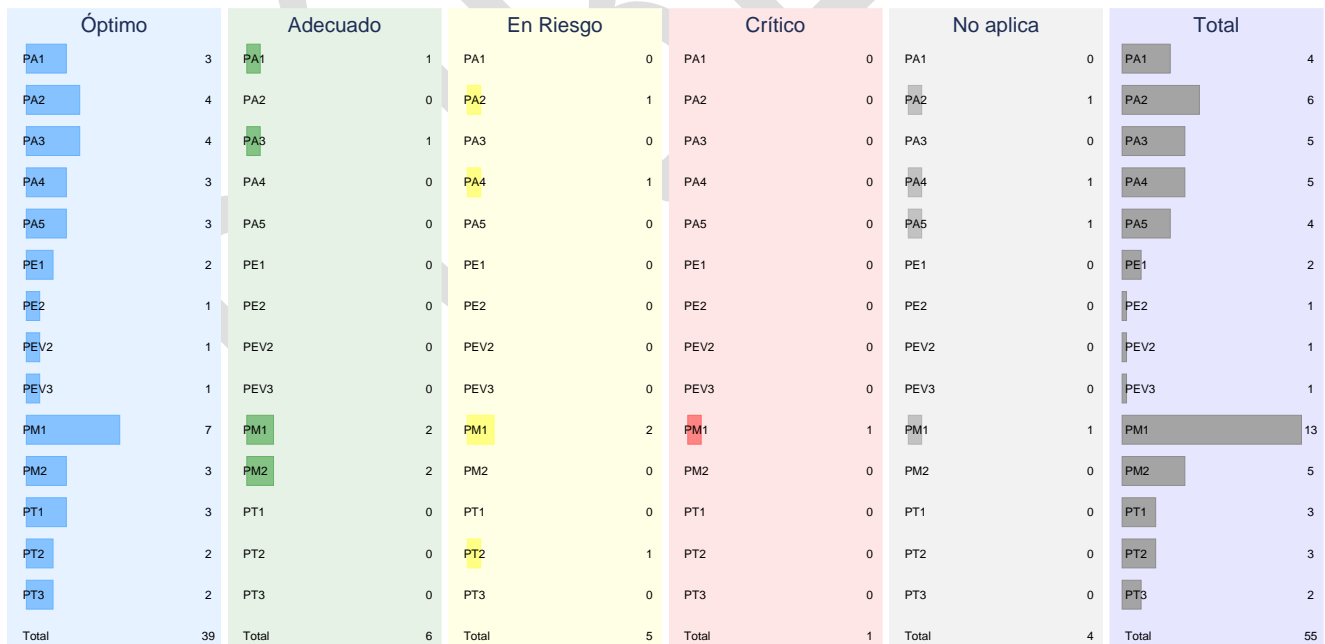 Óptimo Adecuado En Riesgo Crítico No aplica Total
PA1 3 PA1 1 PA1 0 PA1 0 PA1 0 PA1 4
PA2 4 PA2 0 PA2 1 PA2 0 PA2 1 PA2 6
PA3 4 PA3 1 PA3 0 PA3 0 PA3 0 PA3 5
PA4 3 PA4 0 PA4 1 PA4 0 PA4 1 PA4 5
PA5 3 PA5 0 PA5 0 PA5 0 PA5 1 PA5 4
PE1 2 PE1 0 PE1 0 PE1 0 PE1 0 PE1 2
PE2 1 PE2 0 PE2 0 PE2 0 PE2 0 PE2 1
PEV2 1 PEV2 0 PEV2 0 PEV2 0 PEV2 0 PEV2 1
PEV3 1 PEV3 0 PEV3 0 PEV3 0 PEV3 0 PEV3 1
PM1 7 PM1 2 PM1 2 PM1 1 PM1 1 PM1 13
PM2 3 PM2 2 PM2 0 PM2 0 PM2 0 PM2 5
PT1 3 PT1 0 PT1 0 PT1 0 PT1 0 PT1 3
PT2 2 PT2 0 PT2 1 PT2 0 PT2 0 PT2 3
PT3 2 PT3 0 PT3 0 PT3 0 PT3 0 PT3 2
Total 39 Total 6 Total 5 Total 1 Total 4 Total 55